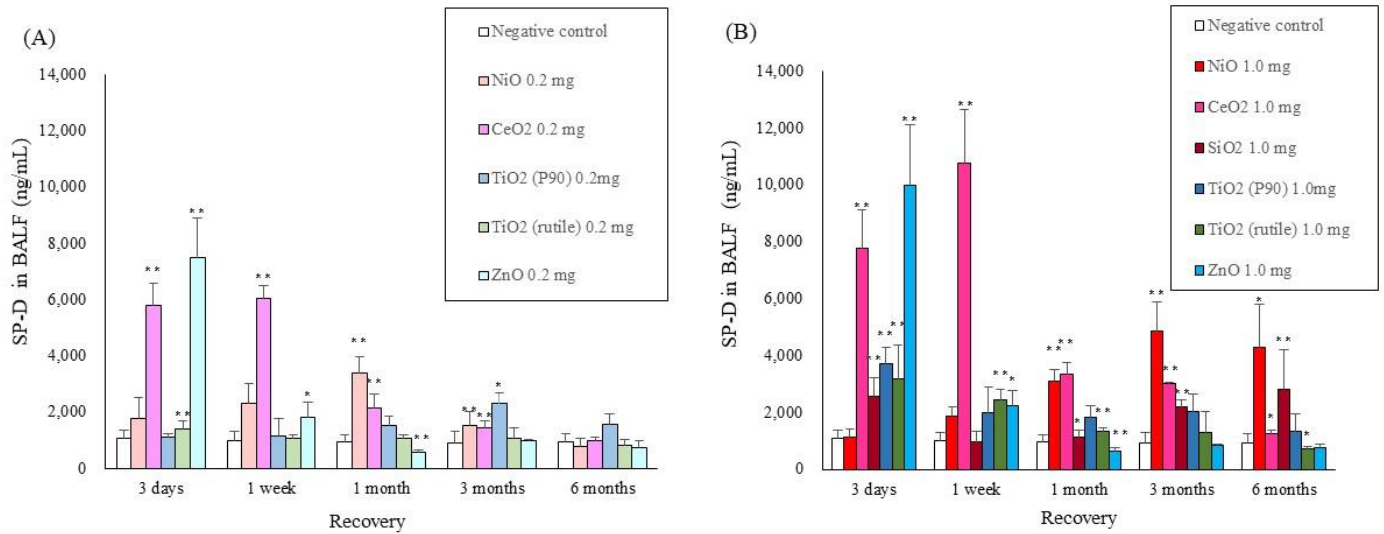 (A)
Negative control
NiO 0.2 mg
CeO2 0.2 mg
TiO2 (P90) 0.2mg
TiO2 (rutile) 0.2 mg
ZnO 0.2 mg
SP-D in BALF (ng/mL)
14,000
12,000
10,000
8,000
6,000
4,000
2,000
0
**
**
**
**
*
**
**
**
**
**
*
3 days
1 week
1 month
3 months
6 months
Recovery
(B)
Negative control
NiO 1.0 mg
CeO2 1.0 mg
SiO2 1.0 mg
TiO2 (P90) 1.0mg
TiO2 (rutile) 1.0 mg
ZnO 1.0 mg
SP-D in BALF (ng/mL)
14,000
12,000
10,000
8,000
6,000
4,000
2,000
0
**
**
**
**
**
**
**
*
**
**
*
**
**
**
**
**
*
*
**
*
3 days
1 week
1 month
3 months
6 months
Recovery